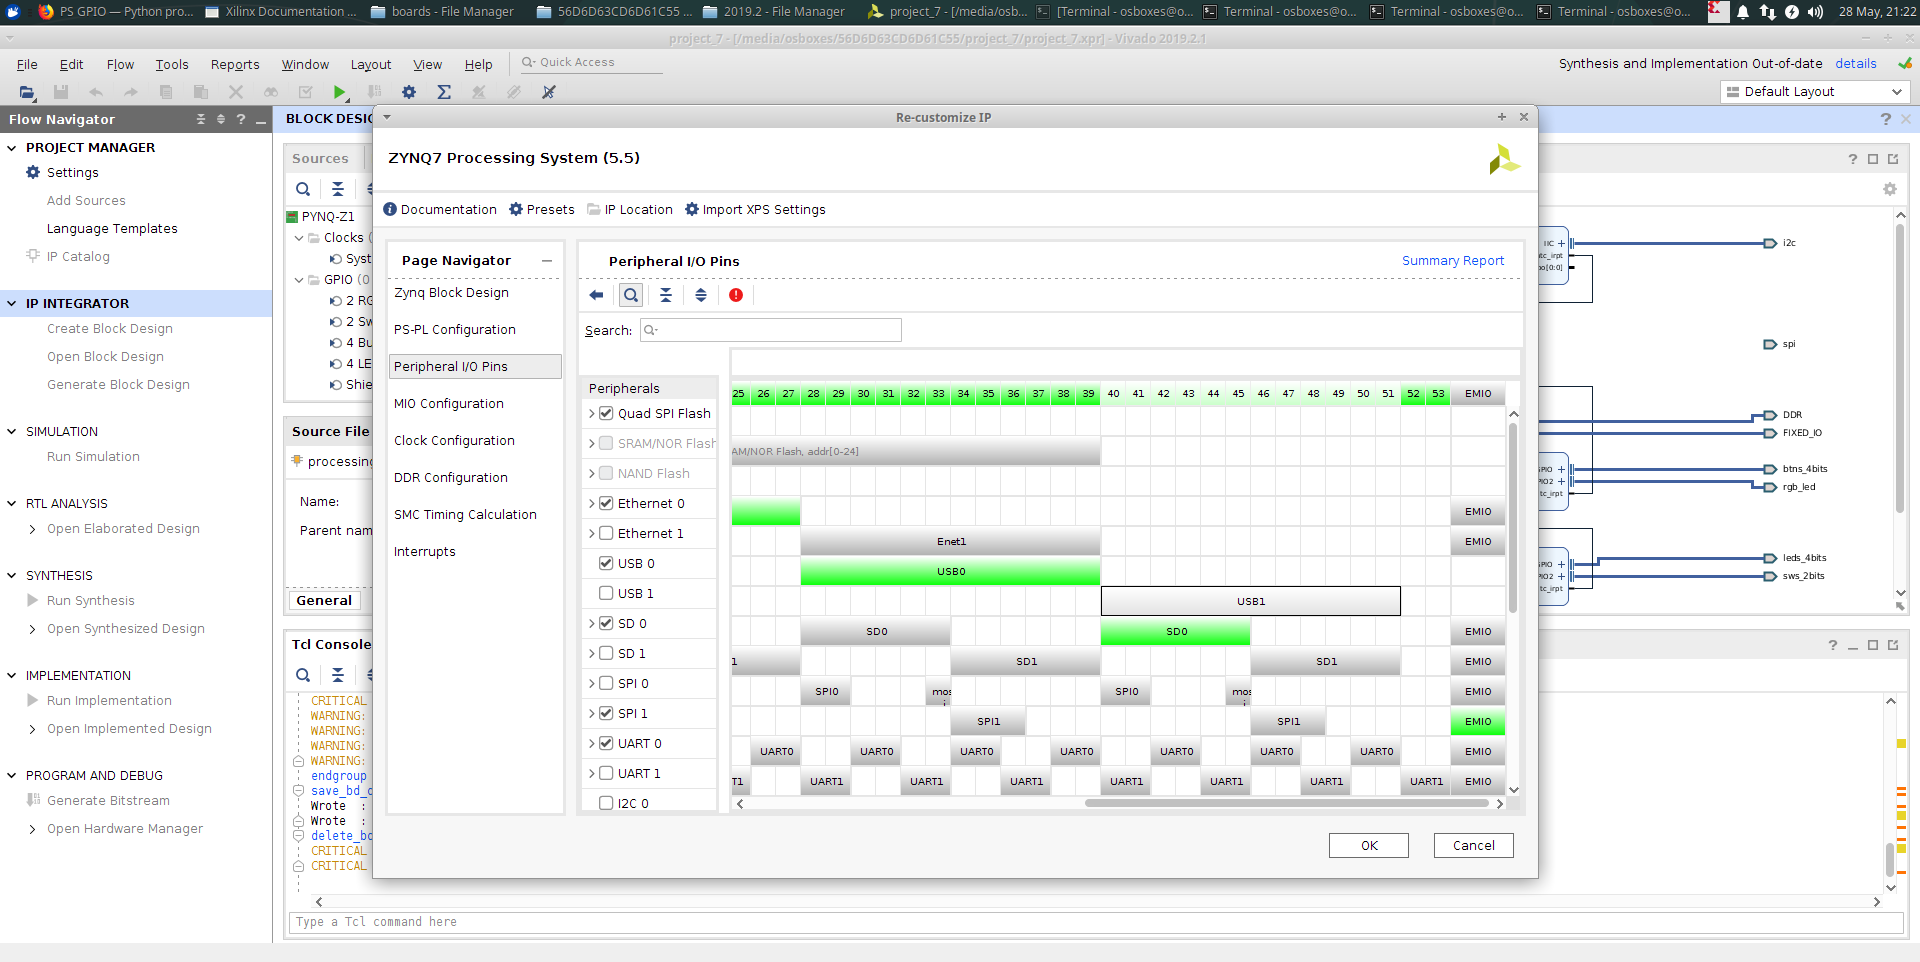 PS GPIO — Python pro...
Xilinx Documentation ...
boards - File Manager
56D6D63CD6D61C55 ...
2019.2 - File Manager
project_7 - [/media/osb...
[Terminal - osboxes@o...
Terminal - osboxes@o...
Terminal - osboxes@o...
Terminal - osboxes@o...
28 May, 21:22
project_7 - [/media/osboxes/56D6D63CD6D61C55/project_7/project_7.xpr] - Vivado 2019.2.1
File Edit Flow Tools Reports Window Layout View Help
Quick Access
Synthesis and Implementation Out-of-date details
Default Layout
Flow Navigator
PROJECT MANAGER
Settings
Add Sources
Language Templates
IP Catalog
IP INTEGRATOR
Create Block Design
Open Block Design
Generate Block Design
SIMULATION
Run Simulation
RTL ANALYSIS
Open Elaborated Design
SYNTHESIS
Run Synthesis
Open Synthesized Design
IMPLEMENTATION
Run Implementation
Open Implemented Design
PROGRAM AND DEBUG
Generate Bitstream
Open Hardware Manager
BLOCK DESIG
Sources
PYNQ-Z1
Clocks (
Syst
GPIO (0
2 RG
2 Sw
4 Bu
4 LE
Shie
Source File
processing
Name:
Parent nam
General
Tcl Console
CRITICAL
WARNING:
WARNING:
WARNING:
WARNING:
endgroup
save_bd_d
Wrote :
Wrote :
delete_bd
CRITICAL
CRITICAL
Type a Tcl command here
Re-customize IP
ZYNQ7 Processing System (5.5)
Documentation
Presets
IP Location
Import XPS Settings
Page Navigator
Zynq Block Design
PS-PL Configuration
Peripheral I/O Pins
MIO Configuration
Clock Configuration
DDR Configuration
SMC Timing Calculation
Interrupts
Peripheral I/O Pins
Summary Report
Search:
Peripherals
25 26 27 28 29 30 31 32 33 34 35 36 37 38 39 40 41 42 43 44 45 46 47 48 49 50 51 52 53 EMIO
Quad SPI Flash
SRAM/NOR Flash
AM/NOR Flash, addr[0-24]
NAND Flash
Ethernet 0
EMIO
Ethernet 1
Enet1
EMIO
USB 0
USB0
USB 1
USB1
SD 0
SD0 SD0 EMIO
SD 1
1 SD1 SD1 EMIO
SPI 0
SPI0 mosi SPI0 mosi EMIO
SPI 1
SPI1 SPI1 EMIO
UART 0
UART0 UART0 UART0 UART0 UART0 UART0 UART0 EMIO
UART 1
T1 UART1 UART1 UART1 UART1 UART1 UART1 UART1 EMIO
I2C 0
OK
Cancel
IIC
tc_irpt
po[0:0]
i2c
spi
DDR
FIXED_IO
GPIO
PIO2
tc_irpt
btns_4bits
rgb_led
GPIO
PIO2
tc_irpt
leds_4bits
sws_2bits